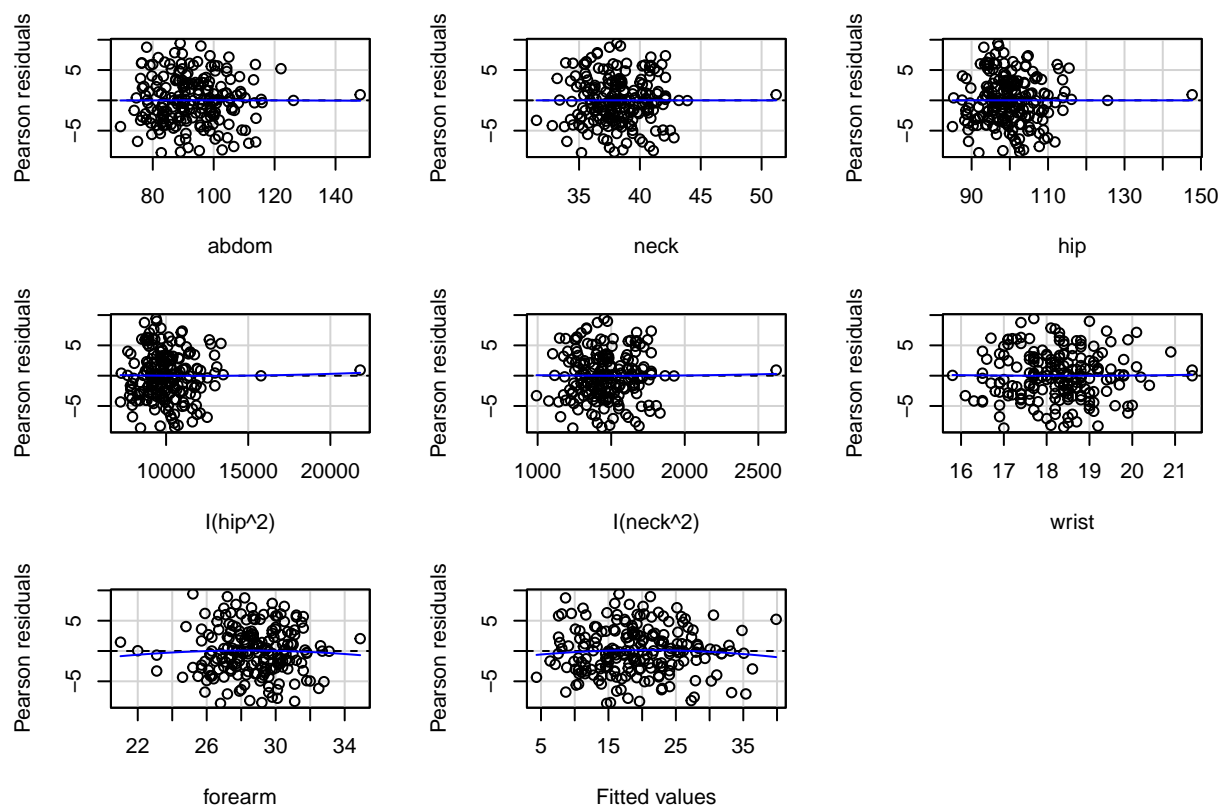 Pearson residuals
5
−5
80 100 120 140
abdom
Pearson residuals
5
−5
35 40 45 50
neck
Pearson residuals
5
−5
90 110 130 150
hip
Pearson residuals
5
−5
10000 15000 20000
I(hip^2)
Pearson residuals
5
−5
1000 1500 2000 2500
I(neck^2)
Pearson residuals
5
−5
16 17 18 19 20 21
wrist
Pearson residuals
5
−5
22 26 30 34
forearm
Pearson residuals
5
−5
5 15 25 35
Fitted values